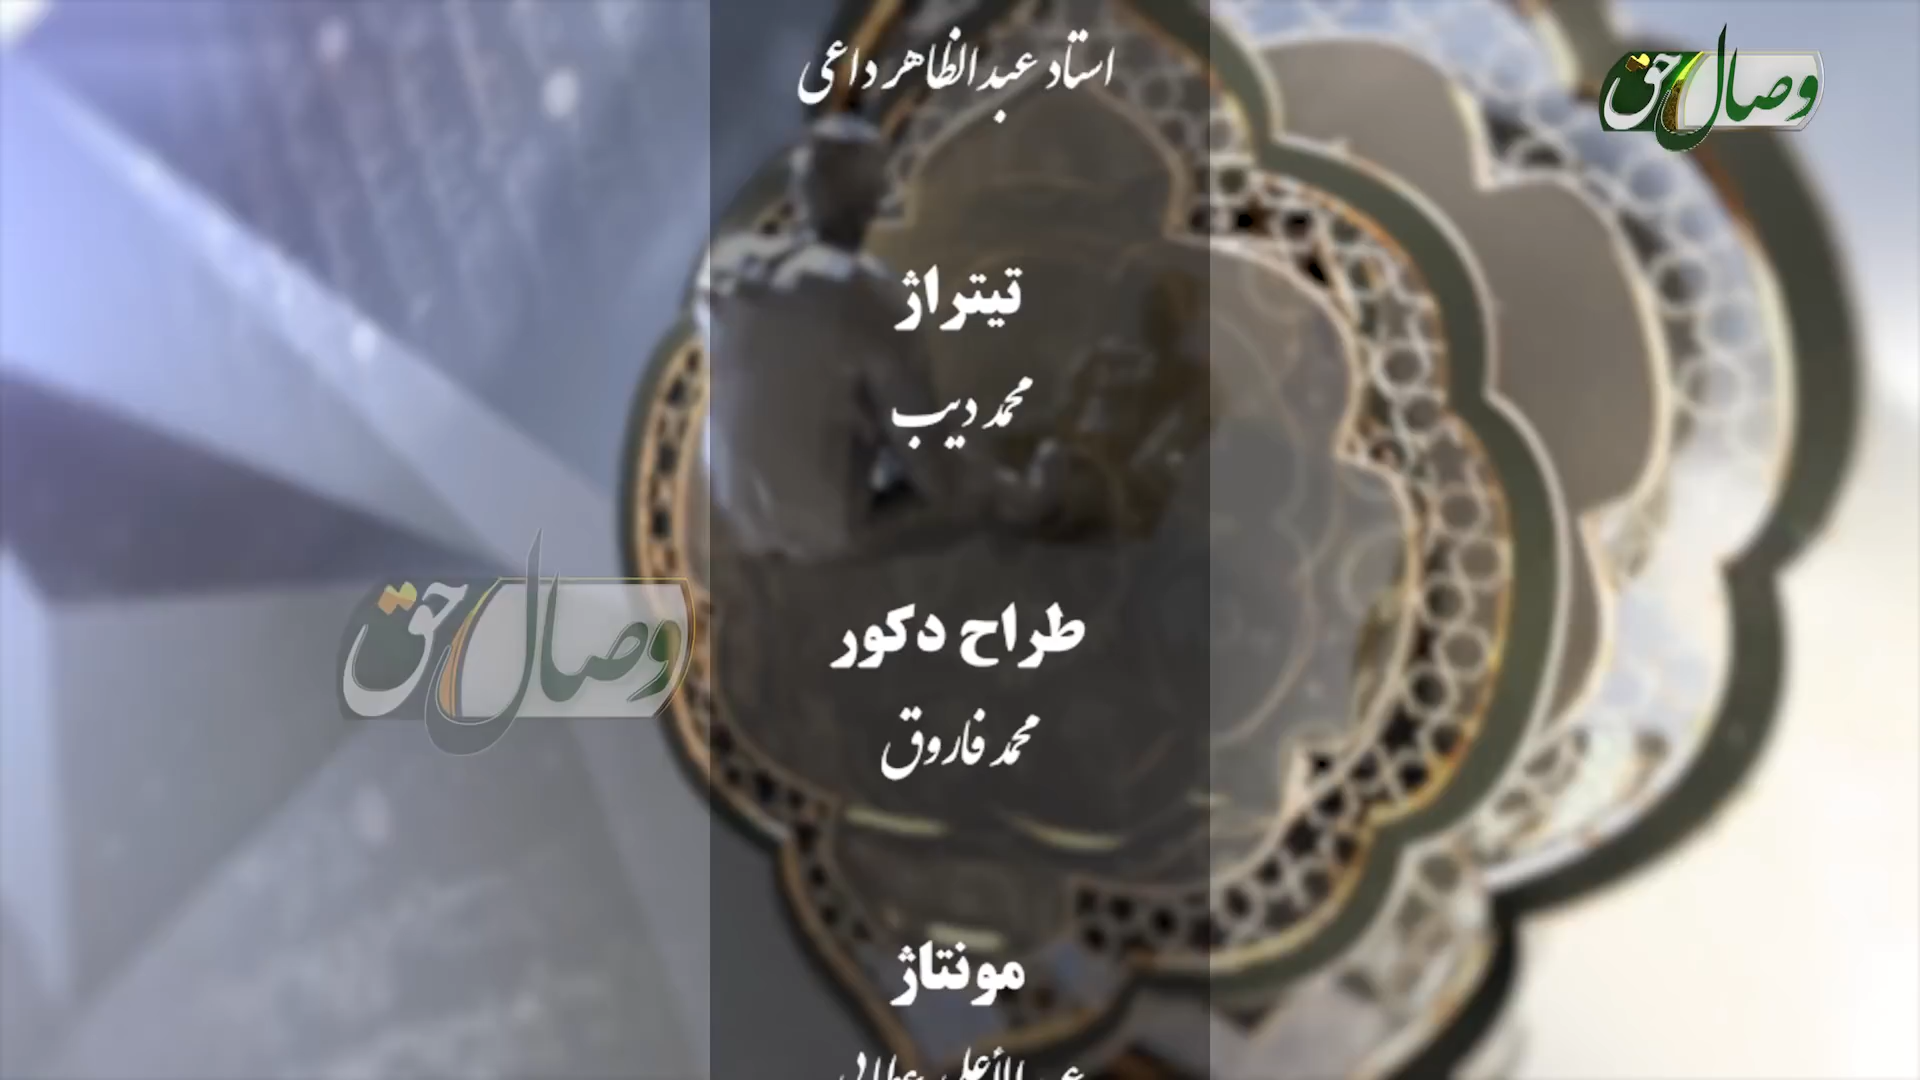 استاد عبدالظاهر داعی
وصال حق
تیتراژ
محمد دیب
طراح دکور
محمد فاروق
وصال حق
مونتاژ